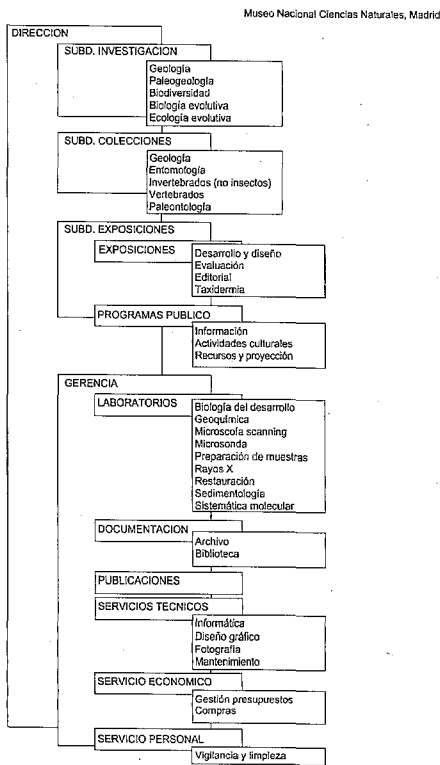 Museo Nacional Ciencias Naturales, Madrid
DIRECCION
SUBD. INVESTIGACION
Geología
Paleogeología
Biodiversidad
Biología evolutiva
Ecología evolutiva
SUBD. COLECCIONES
Geología
Entomología
Invertebrados (no insectos)
Vertebrados
Paleontología
SUBD. EXPOSICIONES
EXPOSICIONES
Desarrollo y diseño
Evaluación
Editorial
Taxidermia
PROGRAMAS PUBLICO
Información
Actividades culturales
Recursos y proyección
GERENCIA
LABORATORIOS
Biología del desarrollo
Geoquímica
Microscofa scanning
Microsonda
Preparación de muestras
Rayos X
Restauración
Sedimentología
Sistemática molecular
DOCUMENTACION
Archivo
Biblioteca
PUBLICACIONES
SERVICIOS TECNICOS
Informática
Diseño gráfico
Fotografía
Mantenimiento
SERVICIO ECONOMICO
Gestión presupuestos
Compras
SERVICIO PERSONAL
Vigilancia y limpieza